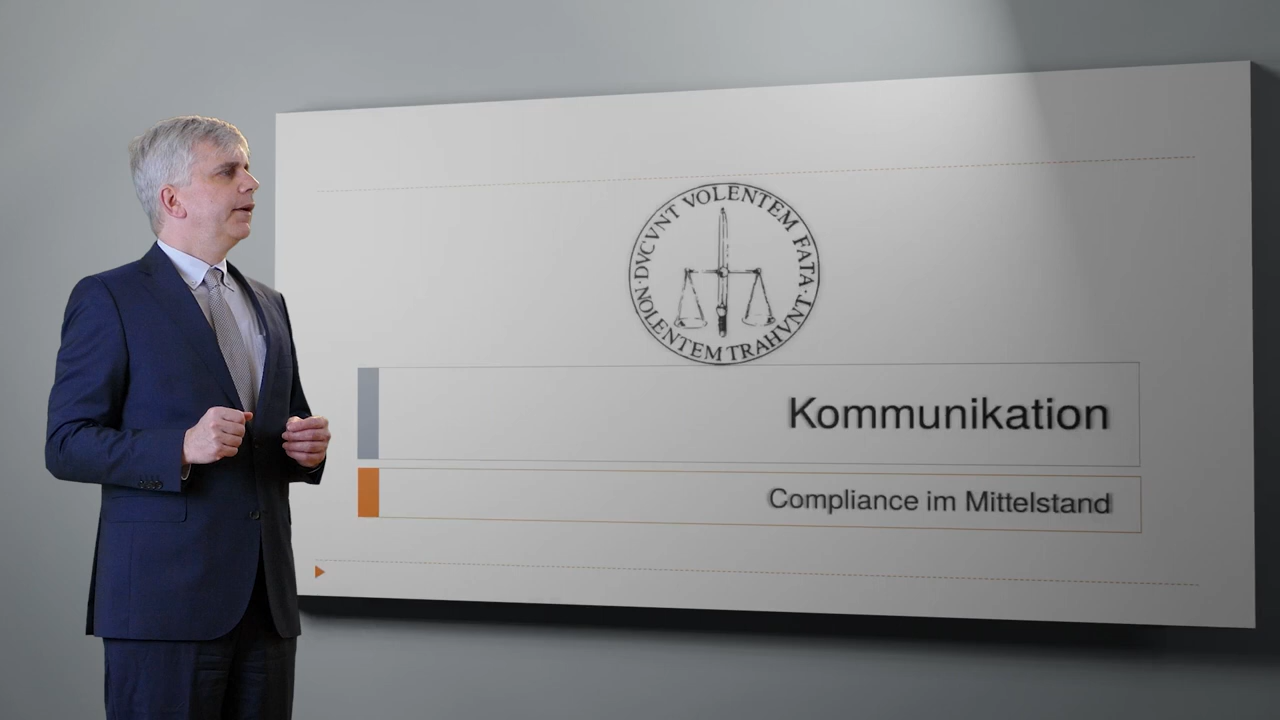 DVCVNT VOLENTEM FATA · NOLENTEM TRAHVNT ·
Kommunikation
Compliance im Mittelstand